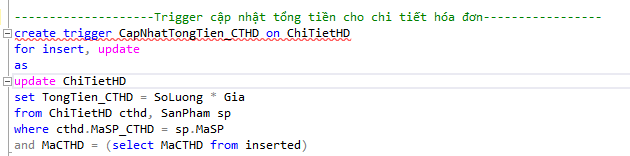 -----------------------Trigger cập nhật tổng tiền cho chi tiết hóa đơn-------------------
create trigger CapNhatTongTien_CTHD on ChiTietHD
for insert, update
as
update ChiTietHD
set TongTien_CTHD = SoLuong * Gia
from ChiTietHD cthd, SanPham sp
where cthd.MaSP_CTHD = sp.MaSP
and MaCTHD = (select MaCTHD from inserted)